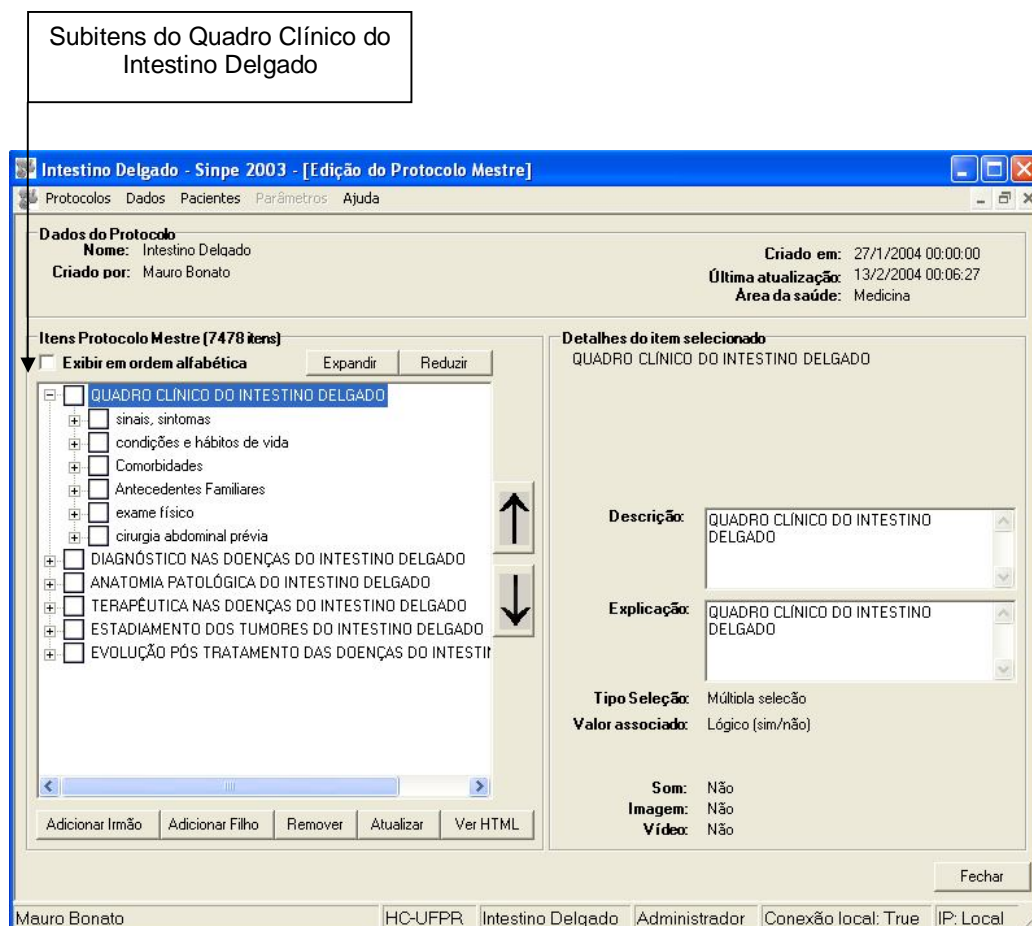 Subitens do Quadro Clínico do
Intestino Delgado
Intestino Delgado - Sinpe 2003 - [Edição do Protocolo Mestre]
Protocolos Dados Pacientes Parâmetros Ajuda
Dados do Protocolo
Nome: Intestino Delgado
Criado por: Mauro Bonato
Criado em: 27/1/2004 00:00:00
Última atualização: 13/2/2004 00:06:27
Área da saúde: Medicina
Itens Protocolo Mestre (7478 itens)
Exibir em ordem alfabética
Expandir
Reduzir
QUADRO CLÍNICO DO INTESTINO DELGADO
sinais, sintomas
condições e hábitos de vida
Comorbidades
Antecedentes Familiares
exame físico
cirurgia abdominal prévia
DIAGNÓSTICO NAS DOENÇAS DO INTESTINO DELGADO
ANATOMIA PATOLÓGICA DO INTESTINO DELGADO
TERAPÊUTICA NAS DOENÇAS DO INTESTINO DELGADO
ESTADIAMENTO DOS TUMORES DO INTESTINO DELGADO
EVOLUÇÃO PÓS TRATAMENTO DAS DOENÇAS DO INTESTIN
Adicionar Irmão
Adicionar Filho
Remover
Atualizar
Ver HTML
Detalhes do item selecionado
QUADRO CLÍNICO DO INTESTINO DELGADO
Descrição: QUADRO CLÍNICO DO INTESTINO
DELGADO
Explicação: QUADRO CLÍNICO DO INTESTINO
DELGADO
Tipo Seleção: Múltipla seleção
Valor associado: Lógico (sim/não)
Som: Não
Imagem: Não
Vídeo: Não
Fechar
Mauro Bonato
HC-UFPR
Intestino Delgado
Administrador
Conexão local: True
IP: Local